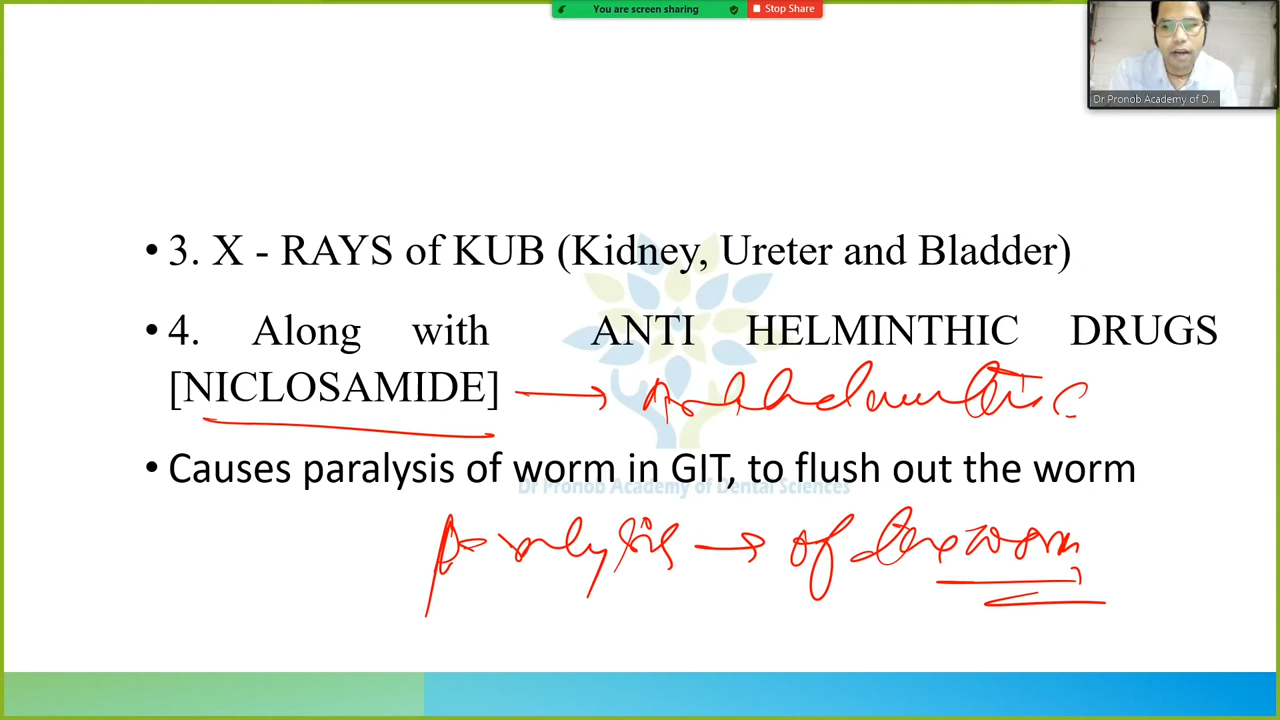 You are screen sharing
Stop Share
Dr Pronob Academy of D...
• 3. X - RAYS of KUB (Kidney, Ureter and Bladder)
• 4. Along with ANTI HELMINTHIC DRUGS
[NICLOSAMIDE] →
• Causes paralysis of worm in GIT, to flush out the worm
Dr Pronob Academy of Dental Sciences
paralysis → of the worm